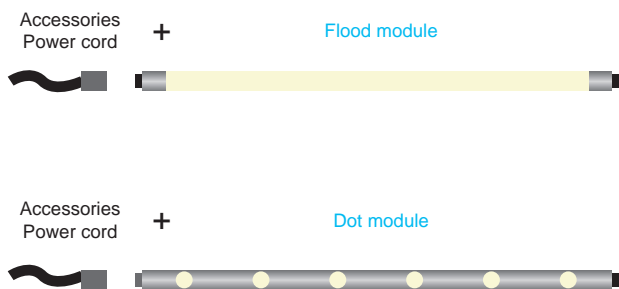 Accessories
Power cord
+
Flood module
Accessories
Power cord
+
Dot module